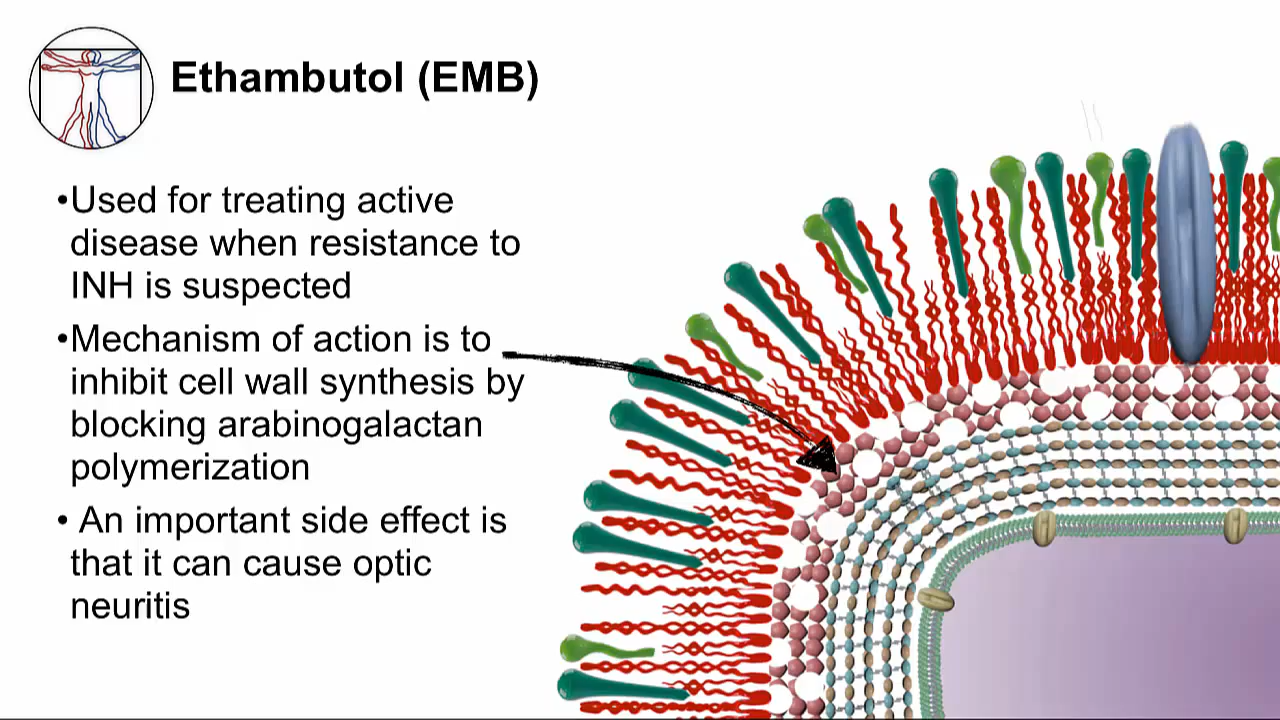 Ethambutol (EMB)
•Used for treating active
disease when resistance to
INH is suspected
•Mechanism of action is to
inhibit cell wall synthesis by
blocking arabinogalactan
polymerization
• An important side effect is
that it can cause optic
neuritis